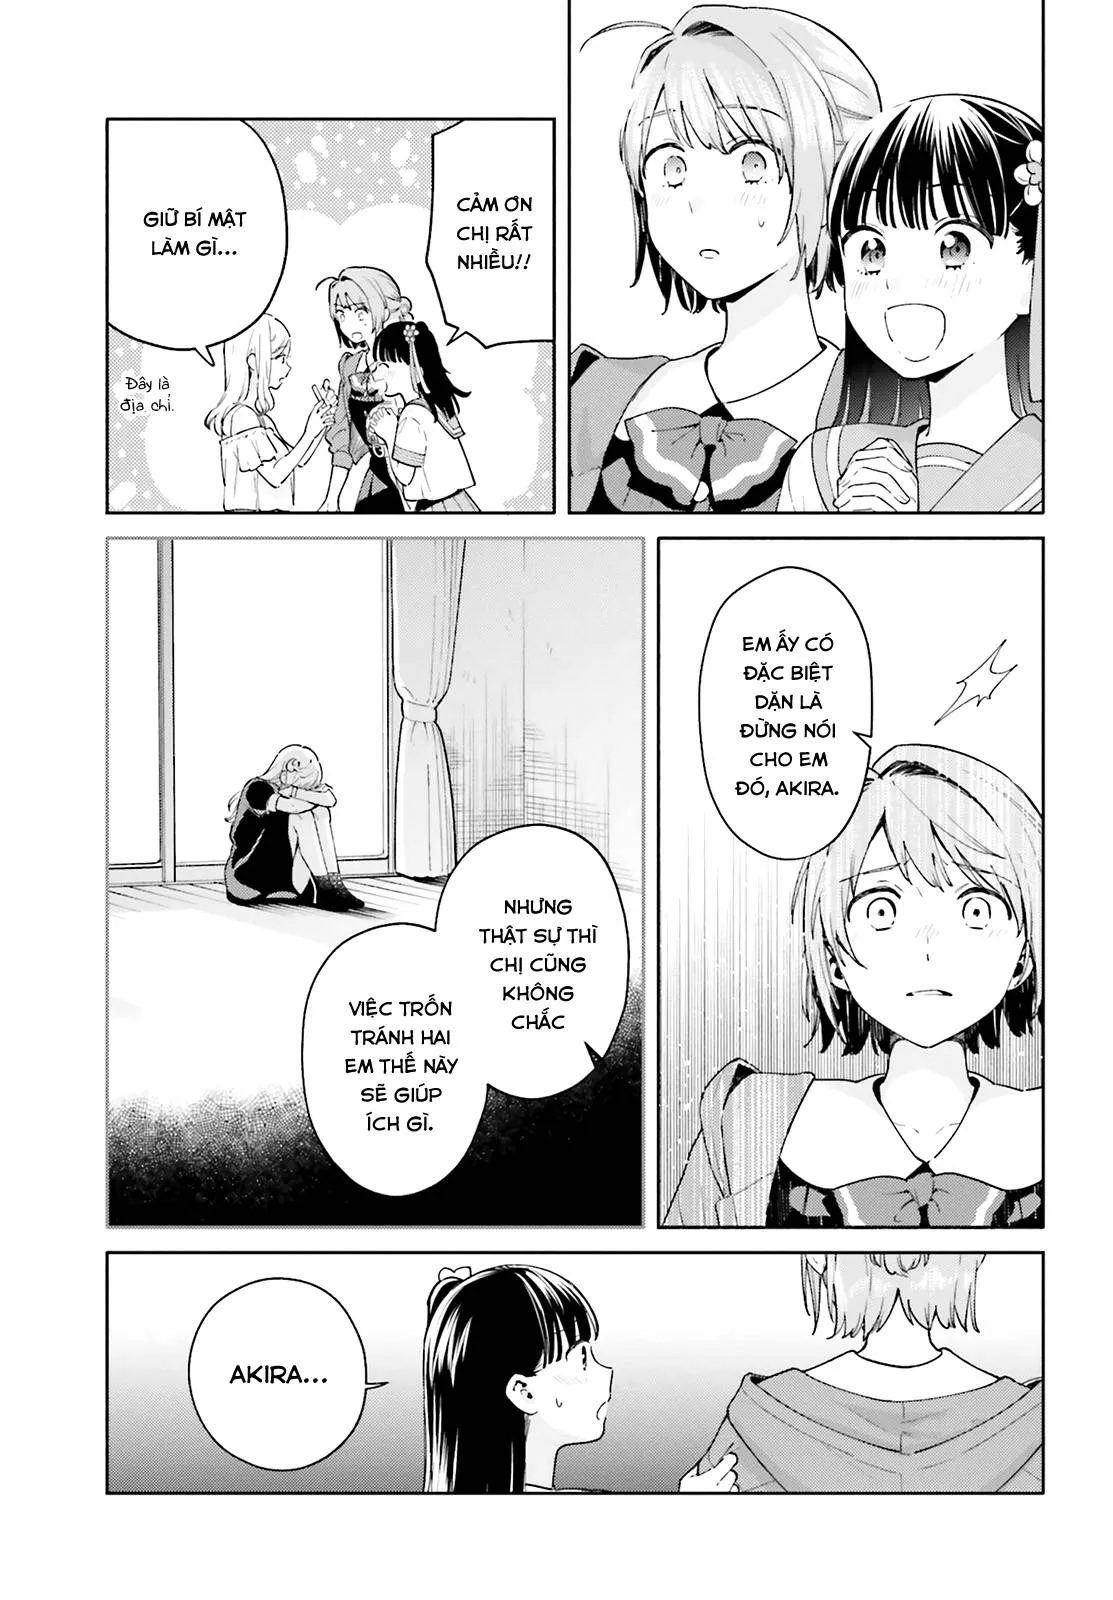 CẢM ƠN
CHỊ RẤT
NHIỀU!!
GIỮ BÍ MẬT
LÀM GÌ...
Đây là
địa chỉ.
EM ẤY CÓ
ĐẶC BIỆT
DẶN LÀ
ĐỪNG NÓI
CHO EM
ĐÓ, AKIRA.
NHƯNG
THẬT SỰ THÌ
CHỊ CŨNG
KHÔNG
CHẮC
VIỆC TRỐN
TRÁNH HAI
EM THẾ NÀY
SẼ GIÚP
ÍCH GÌ.
AKIRA...